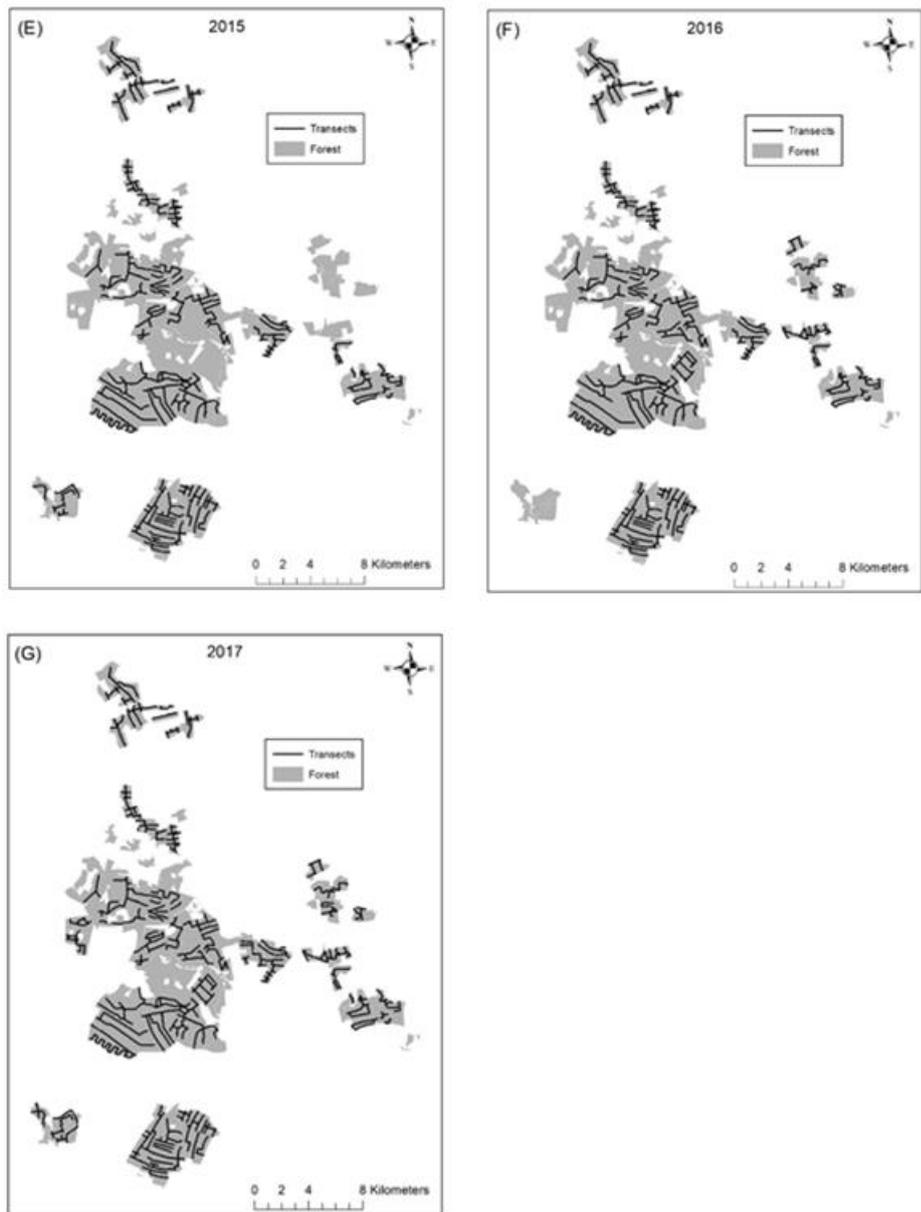 (E) 2015
N
W E
S
Transects
Forest
0 2 4 8 Kilometers
(F) 2016
N
W E
S
Transects
Forest
0 2 4 8 Kilometers
(G) 2017
N
W E
S
Transects
Forest
0 2 4 8 Kilometers